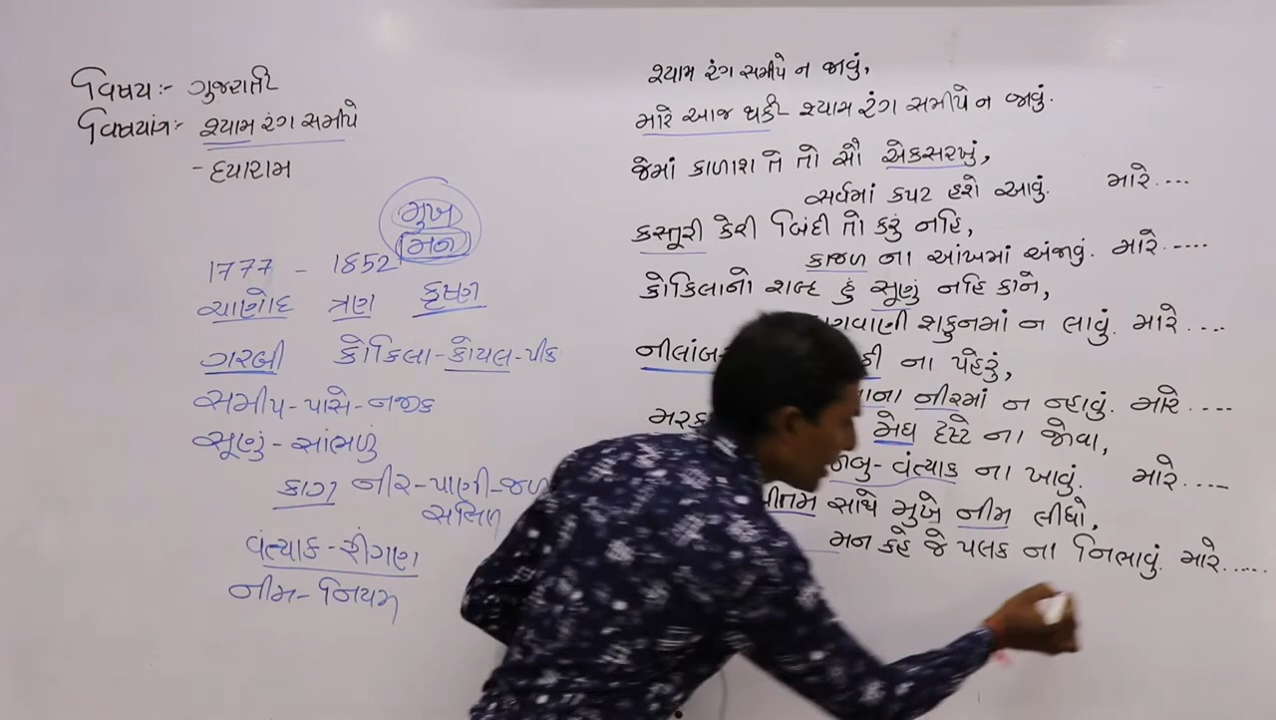 વિષય:- ગુજરાતી
વિષયાંગ:- શ્યામ રંગ સમીપે
- દયારામ
મુખ
મન
1777 - 1852
ચાણોદ ત્રણ કૃષ્ણ
ગરબી કોકિલા-કોયલ-પીક
સમીપ-પાસે-નજીક
સૂણું-સાંભળું
કાગ નીર-પાણી-જળ
સલિલ
વંત્યાક-રીંગણ
નીમ-નિયમ
શ્યામ રંગ સમીપે ન જાવું,
મારે આજ થકી શ્યામ રંગ સમીપે ન જાવું.
જેમાં કાળાશ તે તો સૌ એકસરખું,
સર્વમાં કપટ હશે આવું. મારે....
કસ્તૂરી કેરી બિંદી તો કરું નહિ,
કાજળ ના આંખમાં અંજાવું. મારે.....
કોકિલાનો શબ્દ હું સૂણું નહિ કાને,
શકુનમાં ન લાવું. મારે....
ના પહેરું,
નીરમાં ન ન્હાવું. મારે.....
મેઘ દૃષ્ટે ના જોવા,
વંત્યાક ના ખાવું. મારે.....
સાથે મુખે નીમ લીધો,
મન કહે જે પલક ના નિભાવું. મારે.....